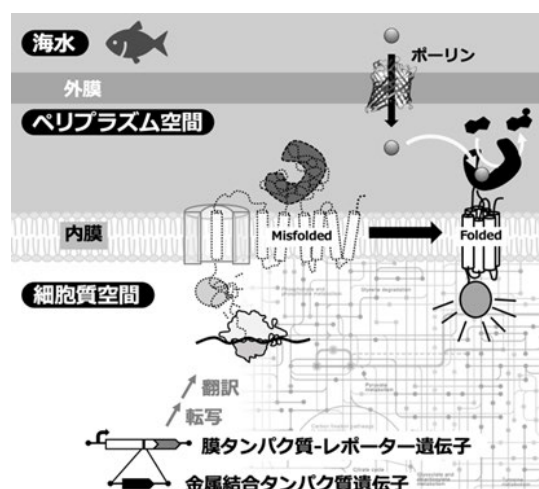 海水
ポーリン
外膜
ペリプラズム空間
内膜
Misfolded
Folded
細胞質空間
翻訳
転写
膜タンパク質-レポーター遺伝子
金属結合タンパク質遺伝子